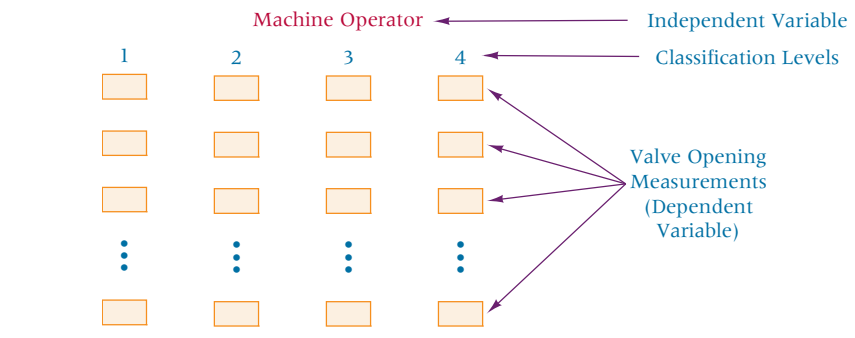 Machine Operator Independent Variable
1 2 3 4 Classification Levels
Valve Opening
Measurements
(Dependent
Variable)